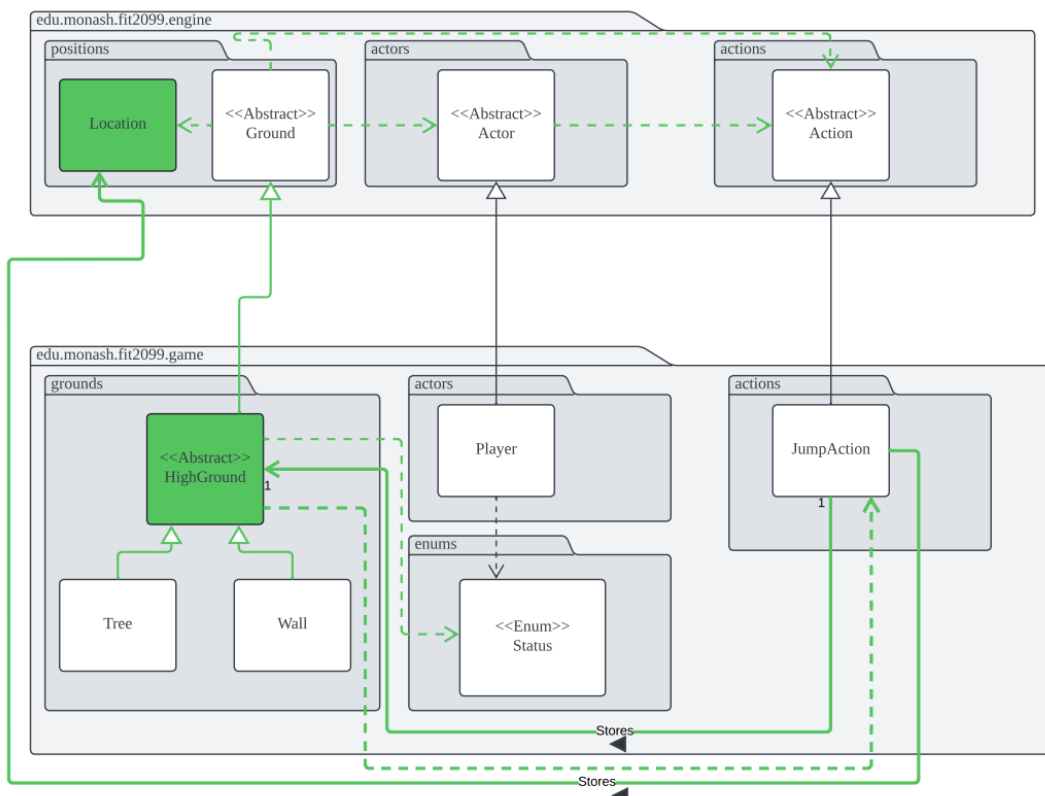 edu.monash.fit2099.engine
positions
actors
actions
Location
<<Abstract>>
Ground
<<Abstract>>
Actor
<<Abstract>>
Action
edu.monash.fit2099.game
grounds
actors
actions
<<Abstract>>
HighGround
1
Player
JumpAction
1
enums
Tree
Wall
<<Enum>>
Status
Stores
Stores